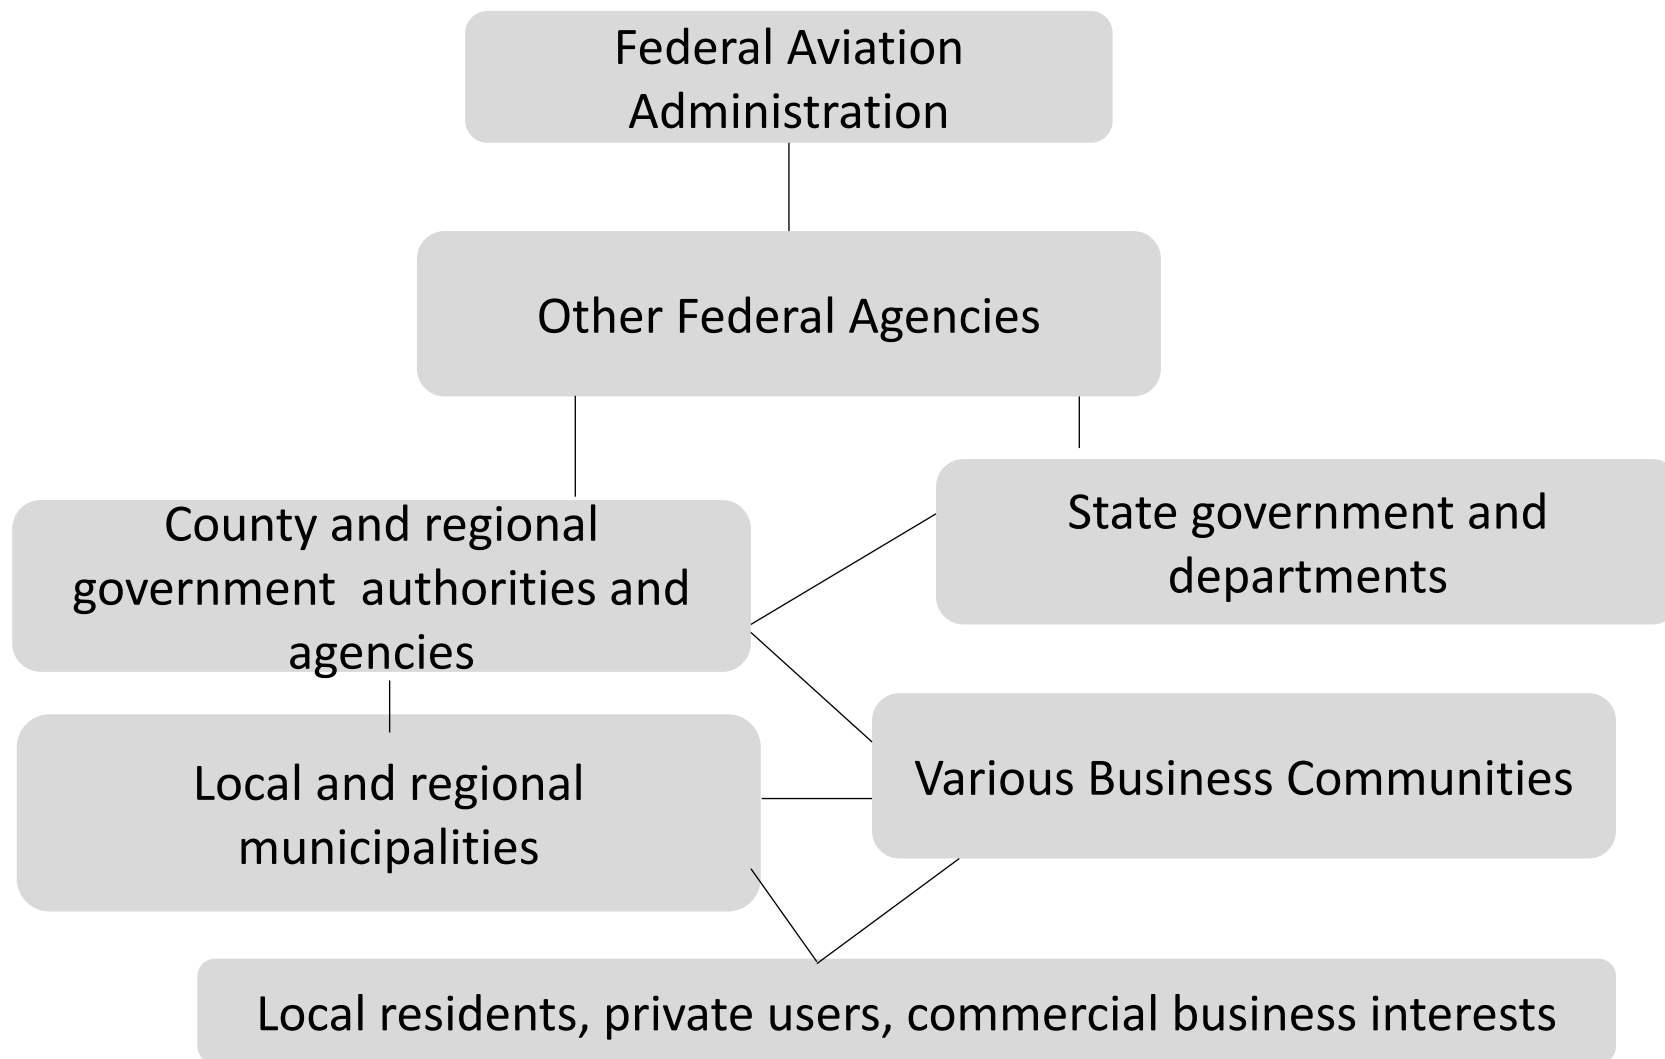 Federal Aviation
Administration
Other Federal Agencies
County and regional
government  authorities and
agencies
State government and
departments
Local and regional
municipalities
Various Business Communities
Local residents, private users, commercial business interests